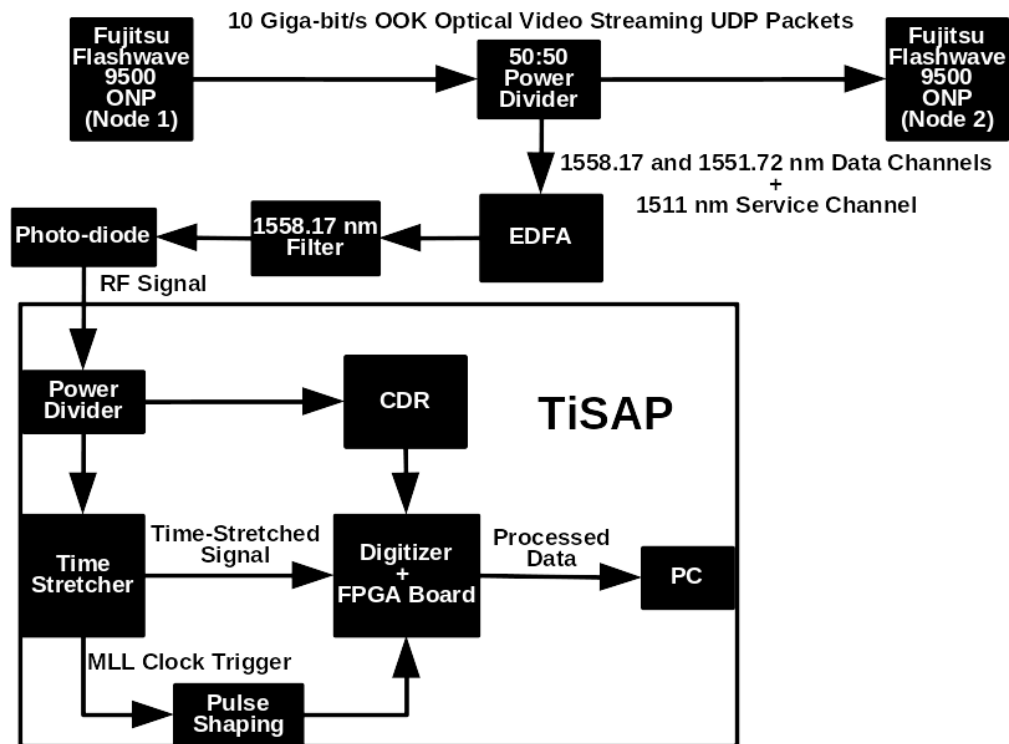 10 Giga-bit/s OOK Optical Video Streaming UDP Packets
Fujitsu
Flashwave
9500
ONP
(Node 1)
50:50
Power
Divider
Fujitsu
Flashwave
9500
ONP
(Node 2)
1558.17 and 1551.72 nm Data Channels
+
1511 nm Service Channel
Photo-diode
1558.17 nm
Filter
EDFA
RF Signal
Power
Divider
CDR
TiSAP
Time
Stretcher
Time-Stretched
Signal
Digitizer
+
FPGA Board
Processed
Data
PC
MLL Clock Trigger
Pulse
Shaping